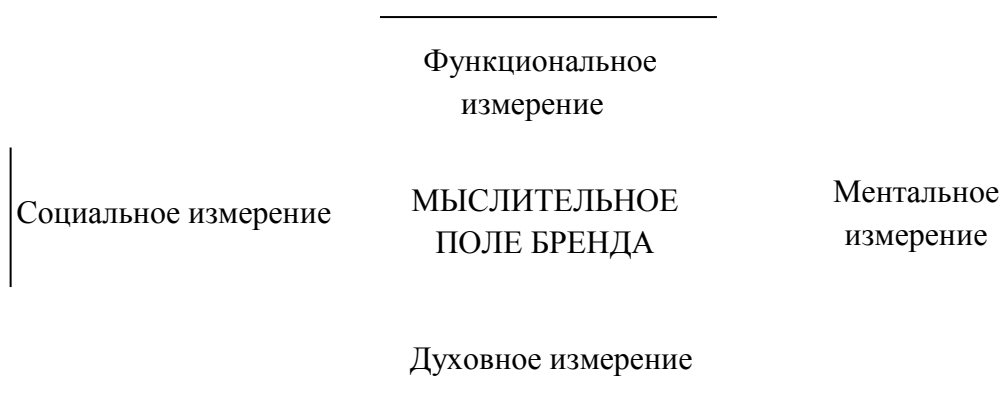 Функциональное
измерение
Социальное измерение
МЫСЛИТЕЛЬНОЕ
ПОЛЕ БРЕНДА
Ментальное
измерение
Духовное измерение